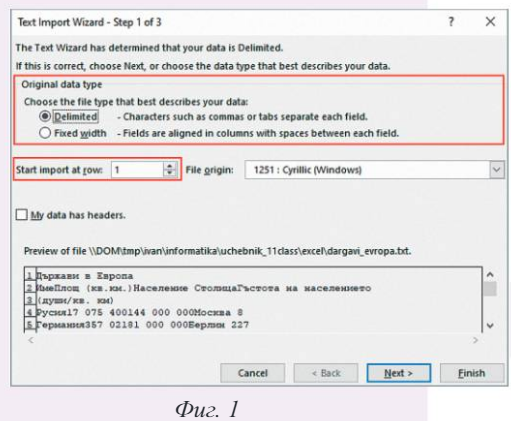 Text Import Wizard - Step 1 of 3 ? ×
The Text Wizard has determined that your data is Delimited.
If this is correct, choose Next, or choose the data type that best describes your data.
Original data type
Choose the file type that best describes your data:
Delimited - Characters such as commas or tabs separate each field.
Fixed width - Fields are aligned in columns with spaces between each field.
Start import at row: 1 File origin: 1251 : Cyrillic (Windows)
My data has headers.
Preview of file \\DOM\tmp\ivan\informatika\uchebnik_11class\excel\dargavi_evropa.txt.
1 Държави в Европа
2 ИмеПлощ (кв.км.)Население СтолицаГъстота на населението
3 (души/кв. км)
4 Русия17 075 400144 000 000Москва 8
5 Германия357 02181 000 000Берлин 227
Cancel < Back Next > Finish
Фиг. 1